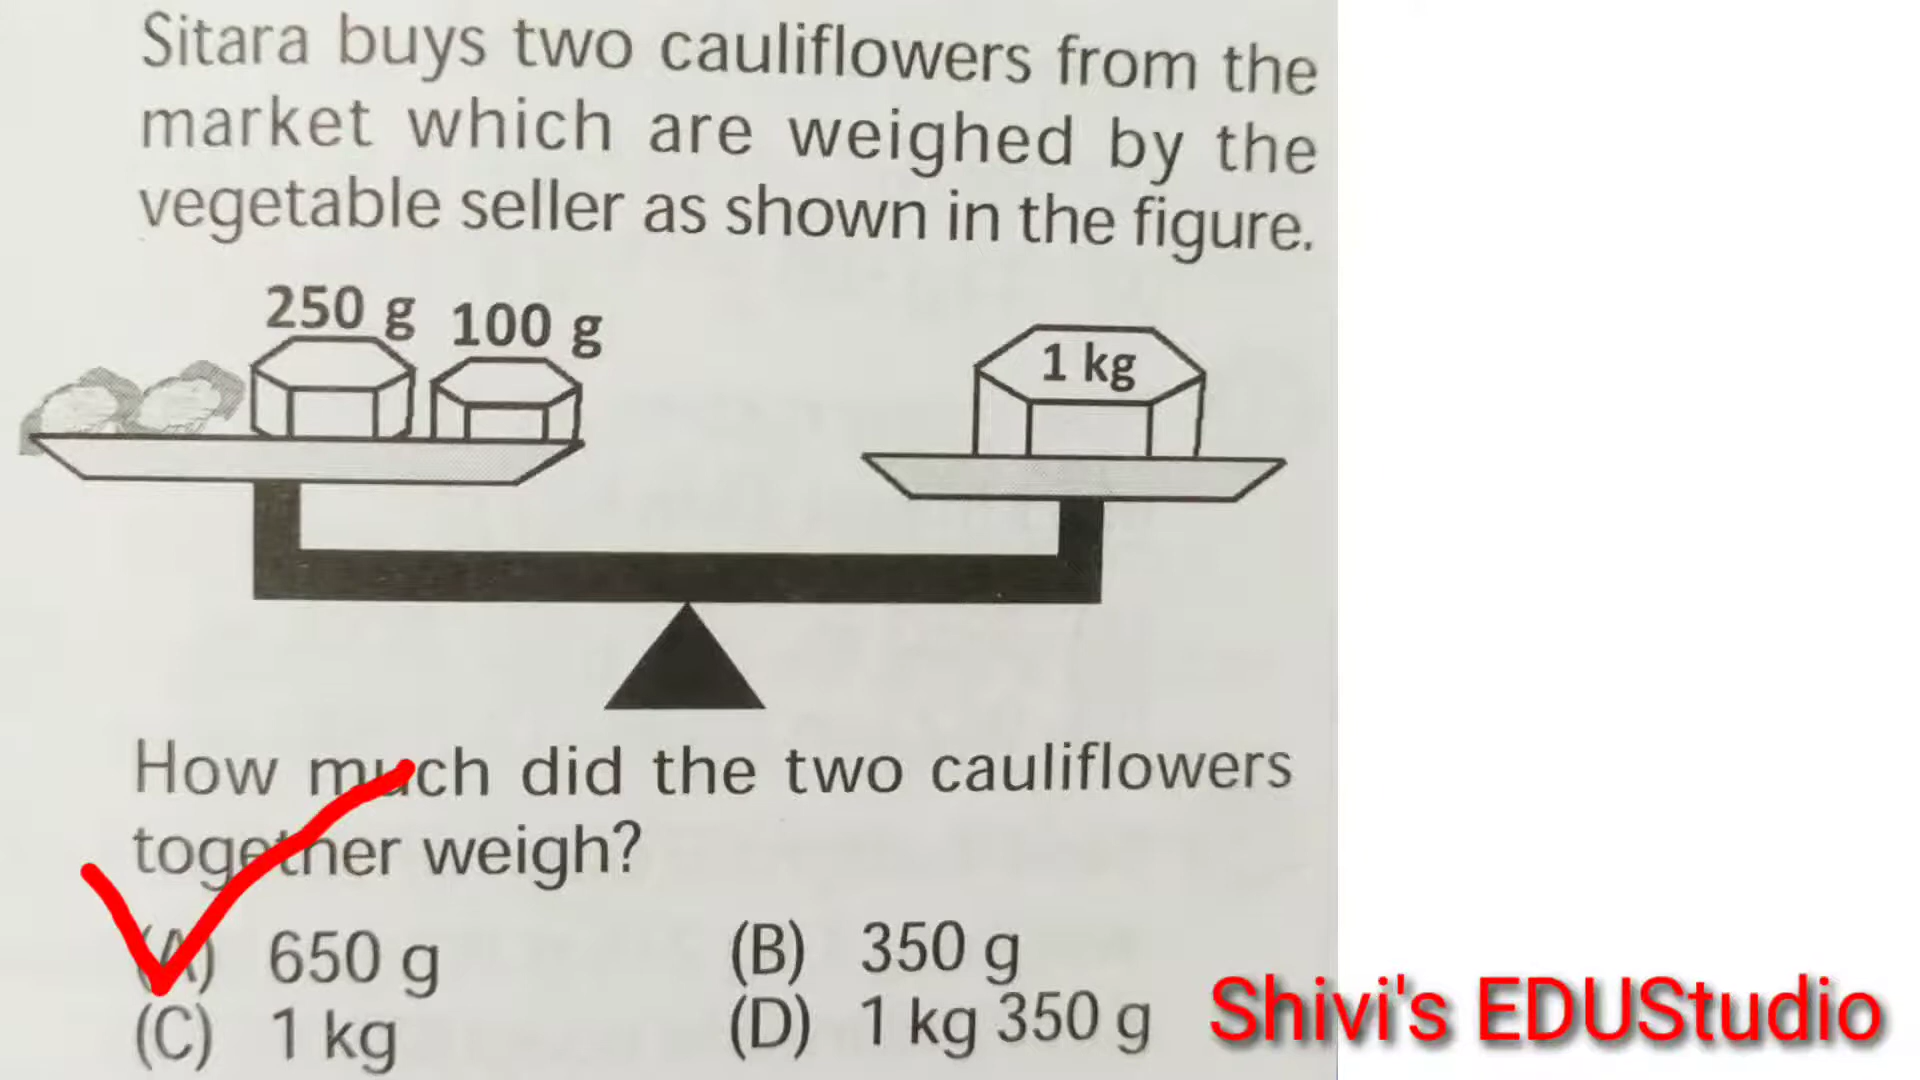 Sitara buys two cauliflowers from the
market which are weighed by the
vegetable seller as shown in the figure.
250 g 100 g
1 kg
How much did the two cauliflowers
together weigh?
(A) 650 g (B) 350 g
(C) 1 kg (D) 1 kg 350 g
Shivi's EDUStudio